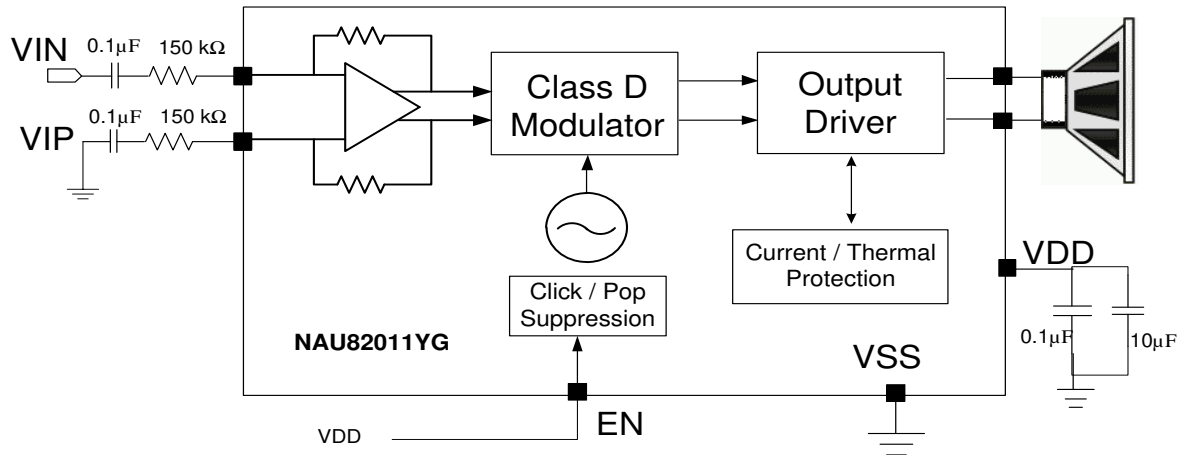 VIN
0.1μF
150 kΩ
VIP
0.1μF
150 kΩ
Class D
Modulator
Output
Driver
Current / Thermal
Protection
Click / Pop
Suppression
NAU82011YG
VDD
0.1μF
10μF
VSS
EN
VDD